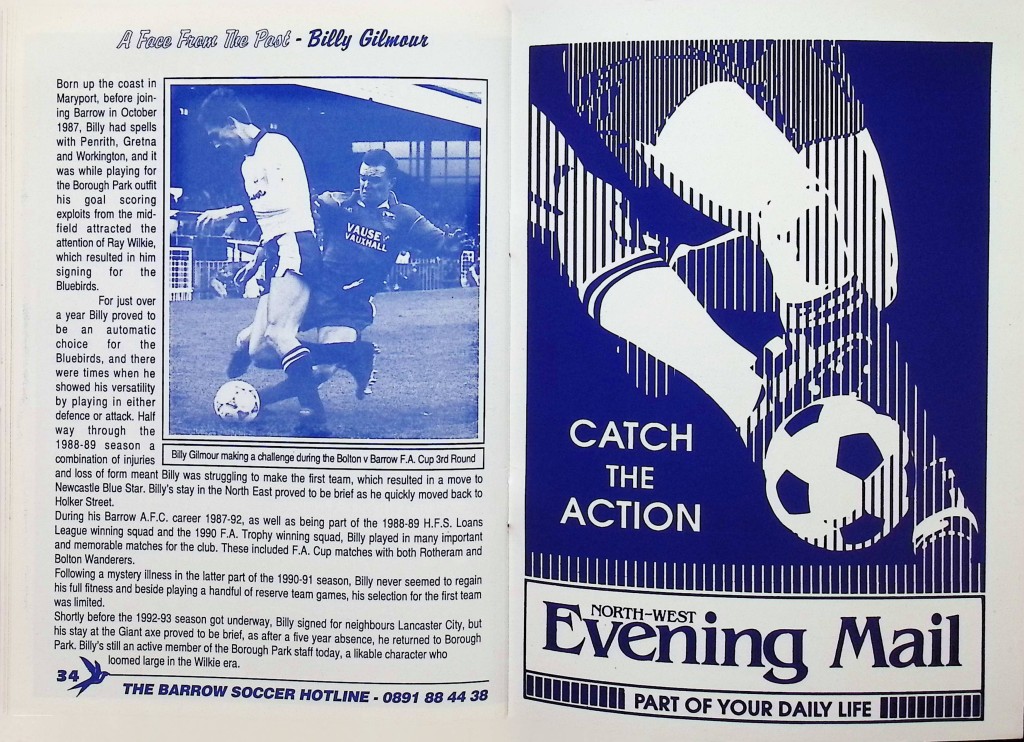 A Face From The Past - Billy Gilmour
Born up the coast in
Maryport, before join-
ing Barrow in October
1987, Billy had spells
with Penrith, Gretna
and Workington, and it
was while playing for
the Borough Park outfit
his goal scoring
exploits from the mid-
field attracted the
attention of Ray Wilkie,
which resulted in him
signing for the
Bluebirds.
For just over
a year Billy proved to
be an automatic
choice for the
Bluebirds, and there
were times when he
showed his versatility
by playing in either
defence or attack. Half
way through the
1988-89 season a
combination of injuries
and loss of form meant Billy was struggling to make the first team, which resulted in a move to
Newcastle Blue Star. Billy's stay in the North East proved to be brief as he quickly moved back to
Holker Street.
During his Barrow A.F.C. career 1987-92, as well as being part of the 1988-89 H.F.S. Loans
League winning squad and the 1990 F.A. Trophy winning squad, Billy played in many important
and memorable matches for the club. These included F.A. Cup matches with both Rotheram and
Bolton Wanderers.
Following a mystery illness in the latter part of the 1990-91 season, Billy never seemed to regain
his full fitness and beside playing a handful of reserve team games, his selection for the first team
was limited.
Shortly before the 1992-93 season got underway, Billy signed for neighbours Lancaster City, but
his stay at the Giant axe proved to be brief, as after a five year absence, he returned to Borough
Park. Billy's still an active member of the Borough Park staff today, a likable character who
loomed large in the Wilkie era.
VAUSE
VAUXHALL
Billy Gilmour making a challenge during the Bolton v Barrow F.A. Cup 3rd Round
34
THE BARROW SOCCER HOTLINE - 0891 88 44 38
CATCH
THE
ACTION
NORTH-WEST
Evening Mail
PART OF YOUR DAILY LIFE